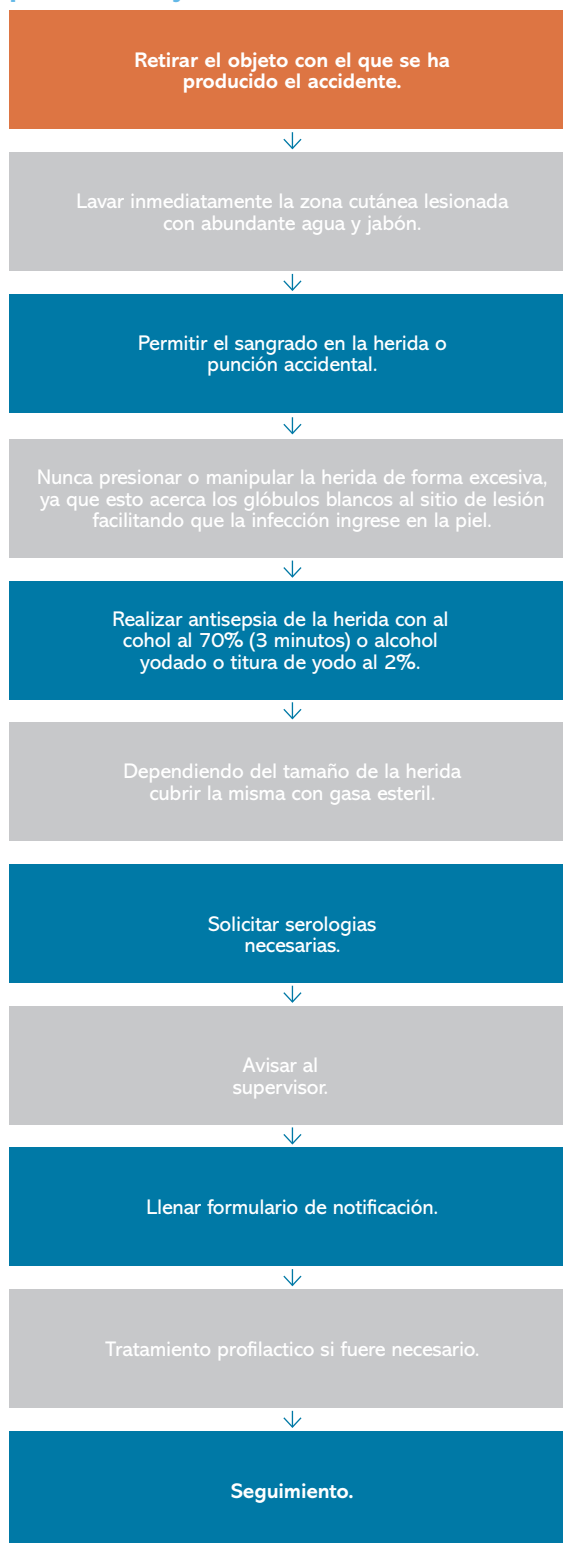 Retirar el objeto con el que se ha
producido el accidente.
Lavar inmediatamente la zona cutánea lesionada
con abundante agua y jabón.
Permitir el sangrado en la herida o
punción accidental.
Nunca presionar o manipular la herida de forma excesiva,
ya que esto acerca los glóbulos blancos al sitio de lesión
facilitando que la infección ingrese en la piel.
Realizar antisepsia de la herida con al
cohol al 70% (3 minutos) o alcohol
yodado o titura de yodo al 2%.
Dependiendo del tamaño de la herida
cubrir la misma con gasa esteril.
Solicitar serologias
necesarias.
Avisar al
supervisor.
Llenar formulario de notificación.
Tratamiento profilactico si fuere necesario.
Seguimiento.